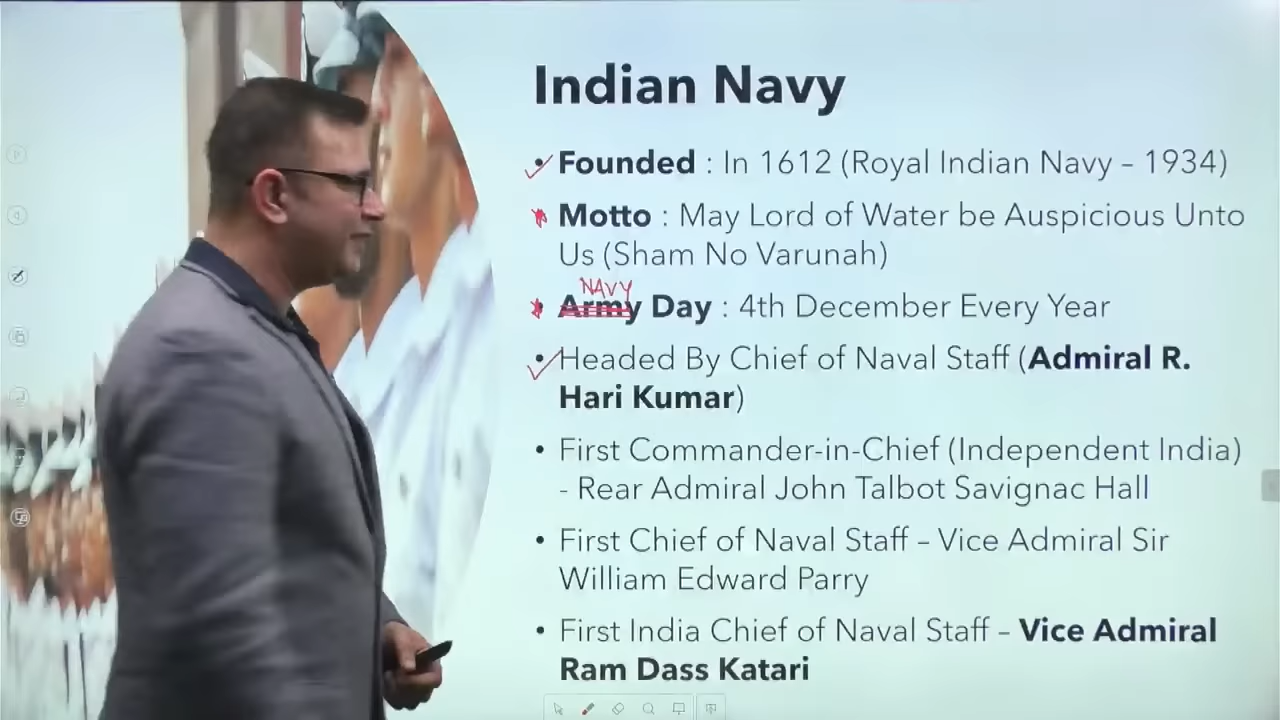 Indian Navy
• Founded : In 1612 (Royal Indian Navy – 1934)
• Motto : May Lord of Water be Auspicious Unto
Us (Sham No Varunah)
NAVY
• Army Day : 4th December Every Year
• Headed By Chief of Naval Staff (Admiral R.
Hari Kumar)
• First Commander-in-Chief (Independent India)
- Rear Admiral John Talbot Savignac Hall
• First Chief of Naval Staff – Vice Admiral Sir
William Edward Parry
• First India Chief of Naval Staff – Vice Admiral
Ram Dass Katari